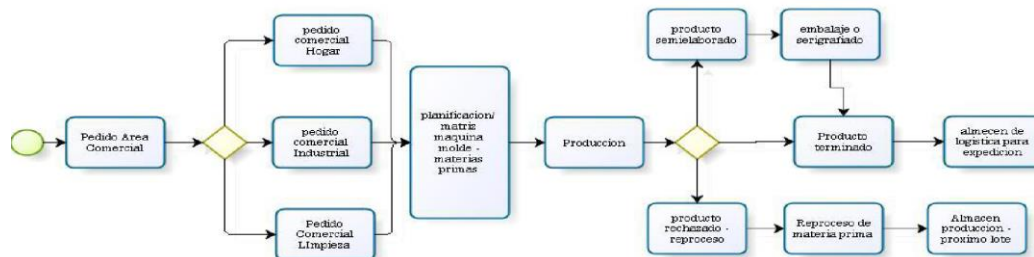 Pedido Area
Comercial
pedido
comercial
Hogar
pedido
comercial
Industrial
Pedido
Comercial
LImpieza
planificacion/
matris
maquina
molde -
materias
primas
Produccion
producto
semielaborado
embalaje o
serigrafiado
Producto
terminado
almecen de
logistica para
expedicion
producto
rechazado -
reproceso
Reproceso de
materia prima
Almacen
produccion -
proximo lote